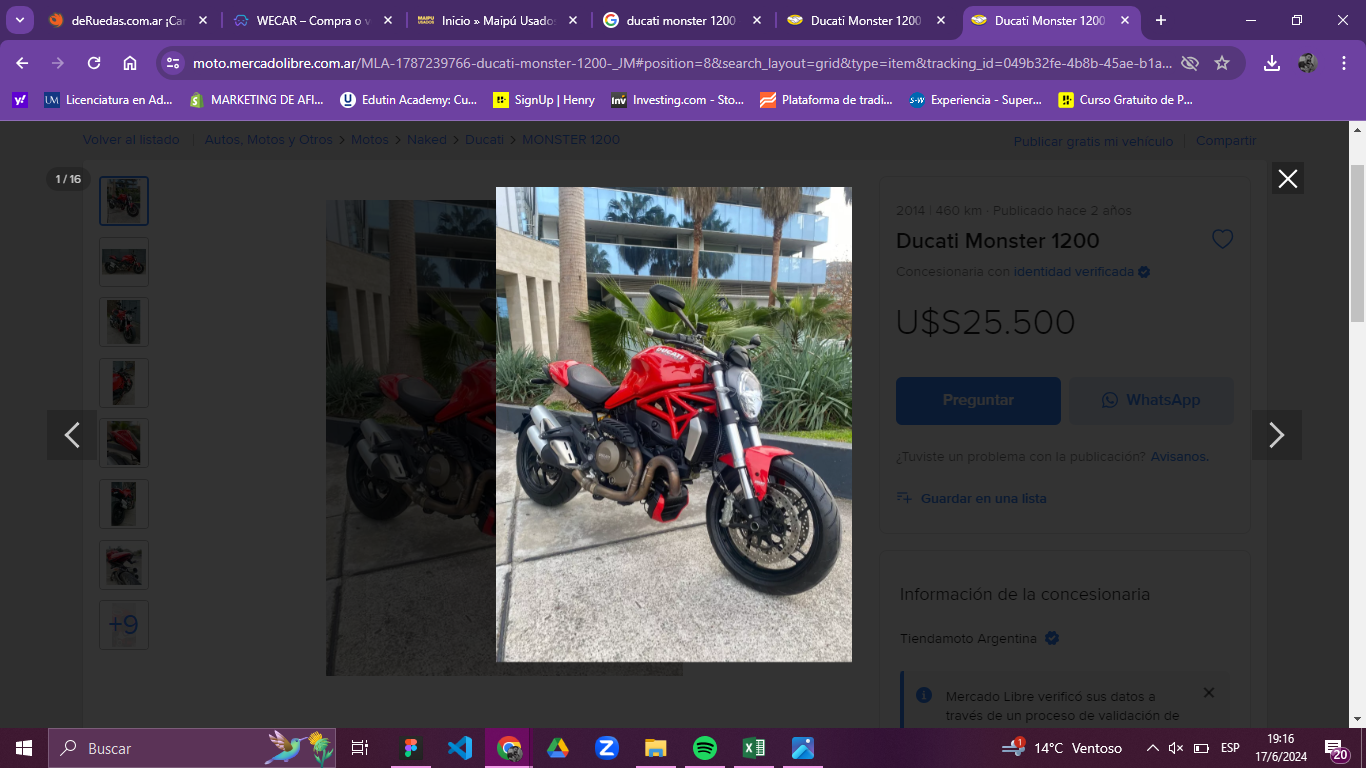 deRuedas.com.ar ¡Car
WECAR – Compra o v
MAIPÚ USADOS Inicio » Maipú Usados
ducati monster 1200
Ducati Monster 1200
Ducati Monster 1200
moto.mercadolibre.com.ar/MLA-1787239766-ducati-monster-1200-_JM#position=8&search_layout=grid&type=item&tracking_id=049b32fe-4b8b-45ae-b1a...
Licenciatura en Ad...
MARKETING DE AFI...
Edutin Academy: Cu...
SignUp | Henry
Inv Investing.com - Sto...
Plataforma de tradi...
S-W Experiencia - Super...
Curso Gratuito de P...
Volver al listado | Autos, Motos y Otros > Motos > Naked > Ducati > MONSTER 1200
Publicar gratis mi vehículo | Compartir
1 / 16
+9
DUCATI
2014 | 460 km · Publicado hace 2 años
Ducati Monster 1200
Concesionaria con identidad verificada
U$S25.500
Preguntar
WhatsApp
¿Tuviste un problema con la publicación? Avisanos.
Guardar en una lista
Información de la concesionaria
Tiendamoto Argentina
Mercado Libre verificó sus datos a
través de un proceso de validación de
Buscar
1
14°C Ventoso
ESP
19:16
17/6/2024
20